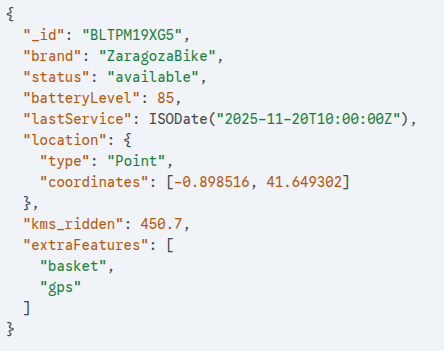 {
  "_id": "BLTPM19XG5",
  "brand": "ZaragozaBike",
  "status": "available",
  "batteryLevel": 85,
  "lastService": ISODate("2025-11-20T10:00:00Z"),
  "location": {
    "type": "Point",
    "coordinates": [-0.898516, 41.649302]
  },
  "kms_ridden": 450.7,
  "extraFeatures": [
    "basket",
    "gps"
  ]
}